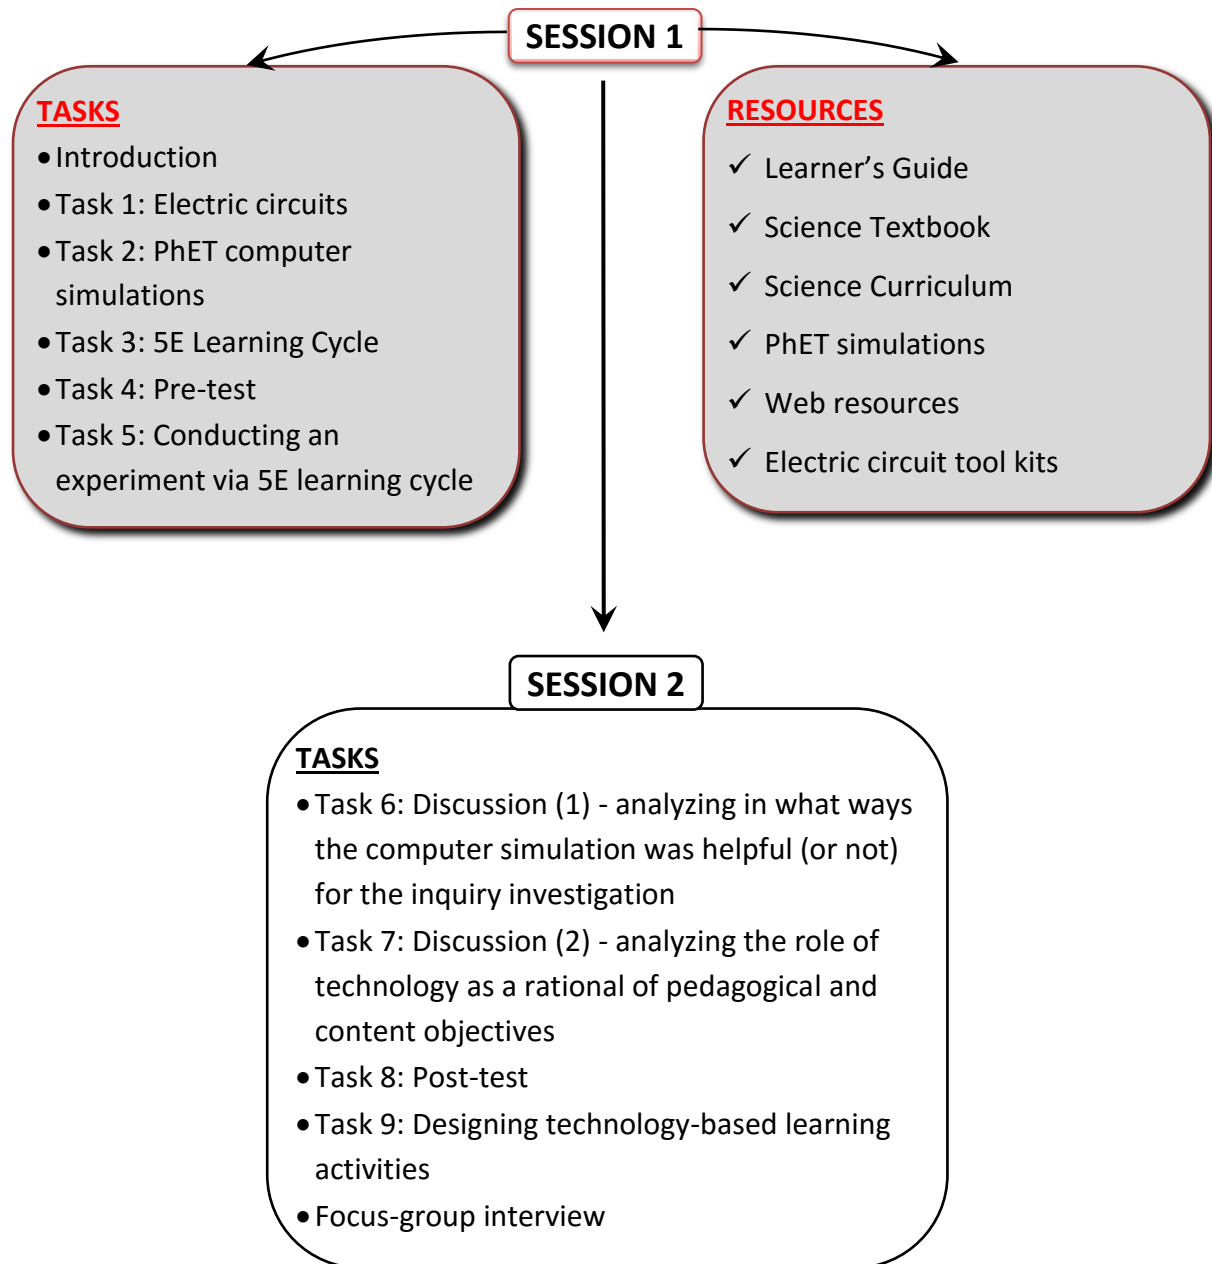 SESSION 1
TASKS
• Introduction
• Task 1: Electric circuits
• Task 2: PhET computer
simulations
• Task 3: 5E Learning Cycle
• Task 4: Pre-test
• Task 5: Conducting an
experiment via 5E learning cycle
RESOURCES
✓ Learner’s Guide
✓ Science Textbook
✓ Science Curriculum
✓ PhET simulations
✓ Web resources
✓ Electric circuit tool kits
SESSION 2
TASKS
• Task 6: Discussion (1) - analyzing in what ways
the computer simulation was helpful (or not)
for the inquiry investigation
• Task 7: Discussion (2) - analyzing the role of
technology as a rational of pedagogical and
content objectives
• Task 8: Post-test
• Task 9: Designing technology-based learning
activities
• Focus-group interview